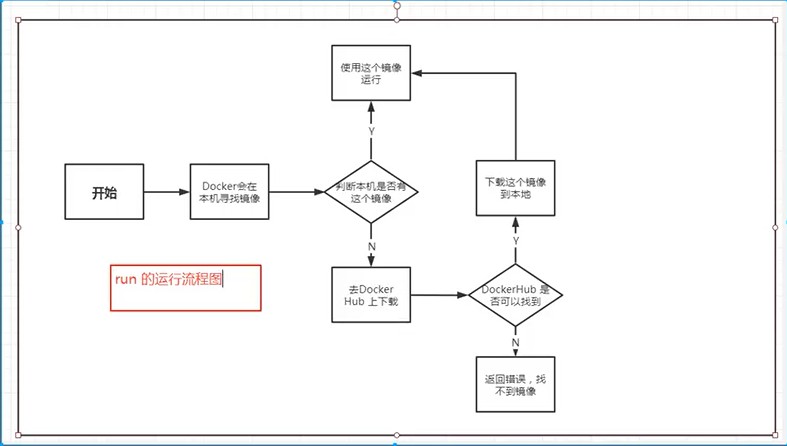 使用这个镜像
运行
Y
开始
Docker会在
本机寻找镜像
判断本机是否有
这个镜像
下载这个镜像
到本地
N
Y
run 的运行流程图
去Docker
Hub 上下载
DockerHub 是
否可以找到
N
返回错误，找
不到镜像